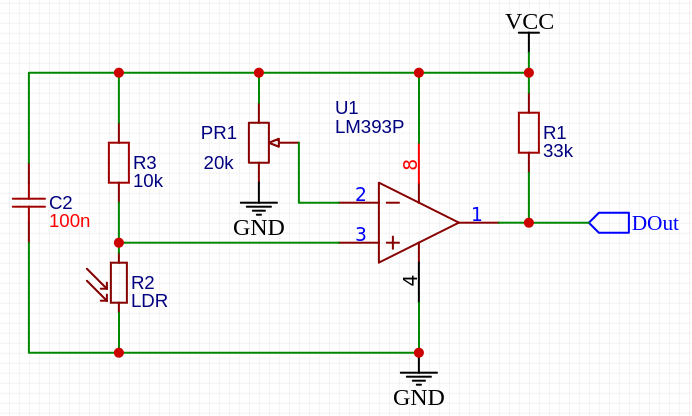 VCC
U1
LM393P
PR1
20k
R1
33k
R3
10k
8
2
1
3
4
C2
100n
GND
DOut
R2
LDR
GND